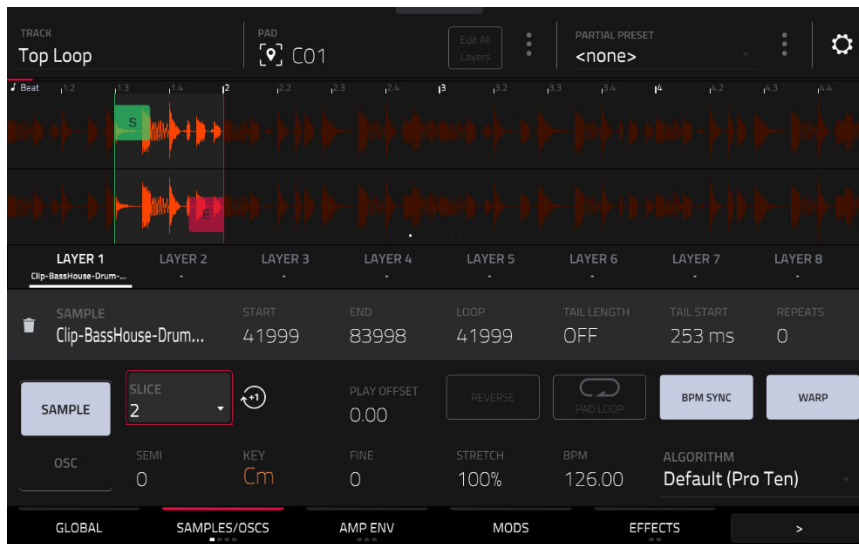 TRACK PAD PARTIAL PRESET
Top Loop C01 Edit All Layers <none>
Beat 1.2 1.3 1.4 2 2.2 2.3 2.4 3 3.2 3.3 3.4 4 4.2 4.3 4.4
S
E
LAYER 1 LAYER 2 LAYER 3 LAYER 4 LAYER 5 LAYER 6 LAYER 7 LAYER 8
Clip-BassHouse-Drum-... - - - - - - -
SAMPLE START END LOOP TAIL LENGTH TAIL START REPEATS
Clip-BassHouse-Drum... 41999 83998 41999 OFF 253 ms 0
SAMPLE SLICE 2 +1 PLAY OFFSET 0.00 REVERSE PAD LOOP BPM SYNC WARP
OSC SEMI KEY FINE STRETCH BPM ALGORITHM
0 Cm 0 100% 126.00 Default (Pro Ten)
GLOBAL SAMPLES/OSCS AMP ENV MODS EFFECTS >